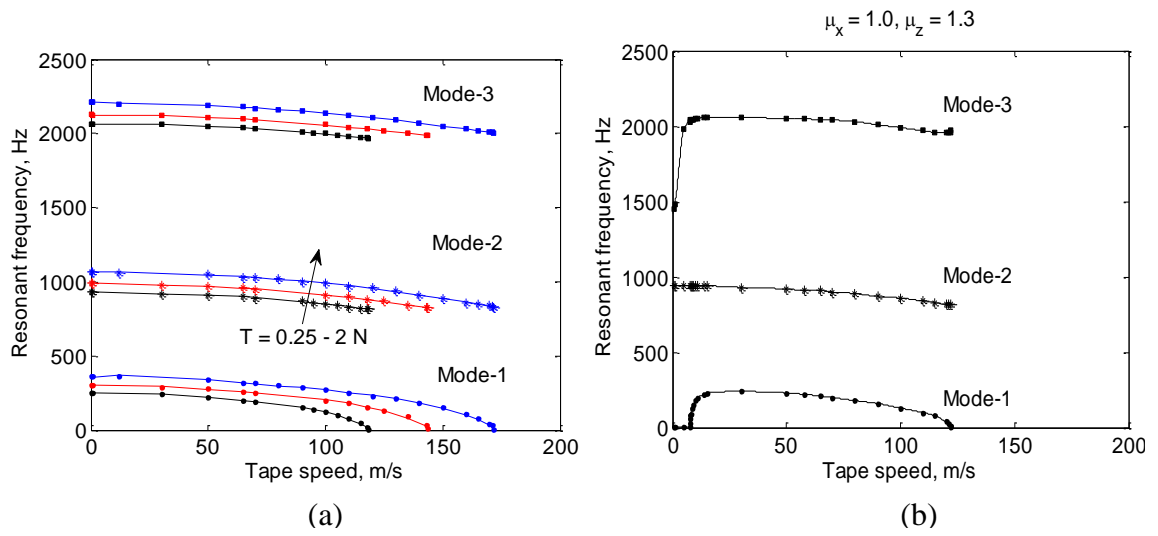 2500
2000
1500
1000
500
0
0
50
100
150
200
Resonant frequency, Hz
Tape speed, m/s
Mode-3
Mode-2
T = 0.25 - 2 N
Mode-1
(a)
μx = 1.0, μz = 1.3
2500
2000
1500
1000
500
0
0
50
100
150
200
Resonant frequency, Hz
Tape speed, m/s
Mode-3
Mode-2
Mode-1
(b)